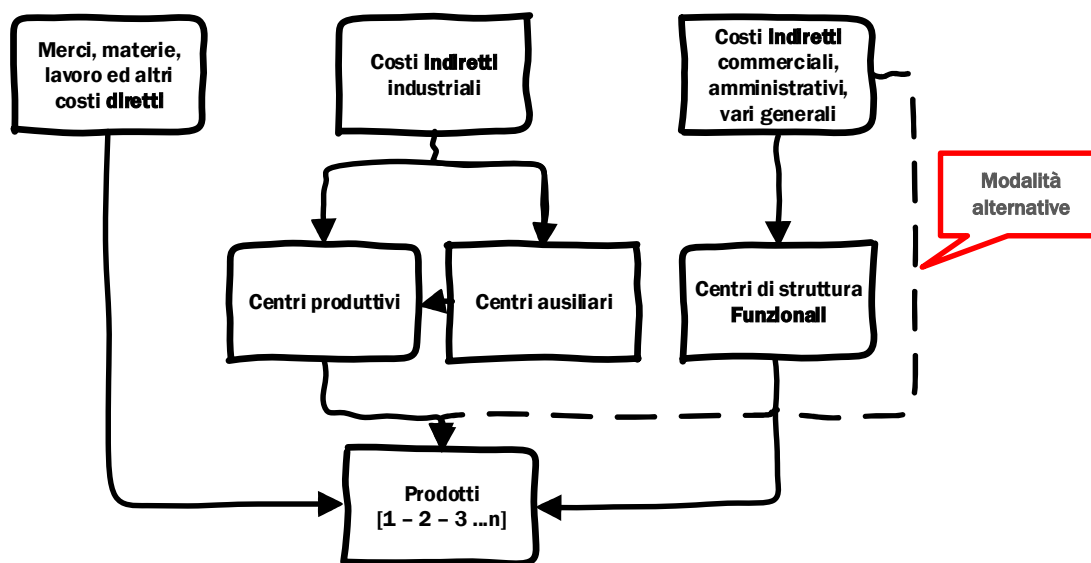 Merci, materie,
lavoro ed altri
costi diretti
Costi indiretti
industriali
Costi indiretti
commerciali,
amministrativi,
vari generali
Modalità
alternative
Centri produttivi
Centri ausiliari
Centri di struttura
Funzionali
Prodotti
[1 – 2 – 3 ...n]